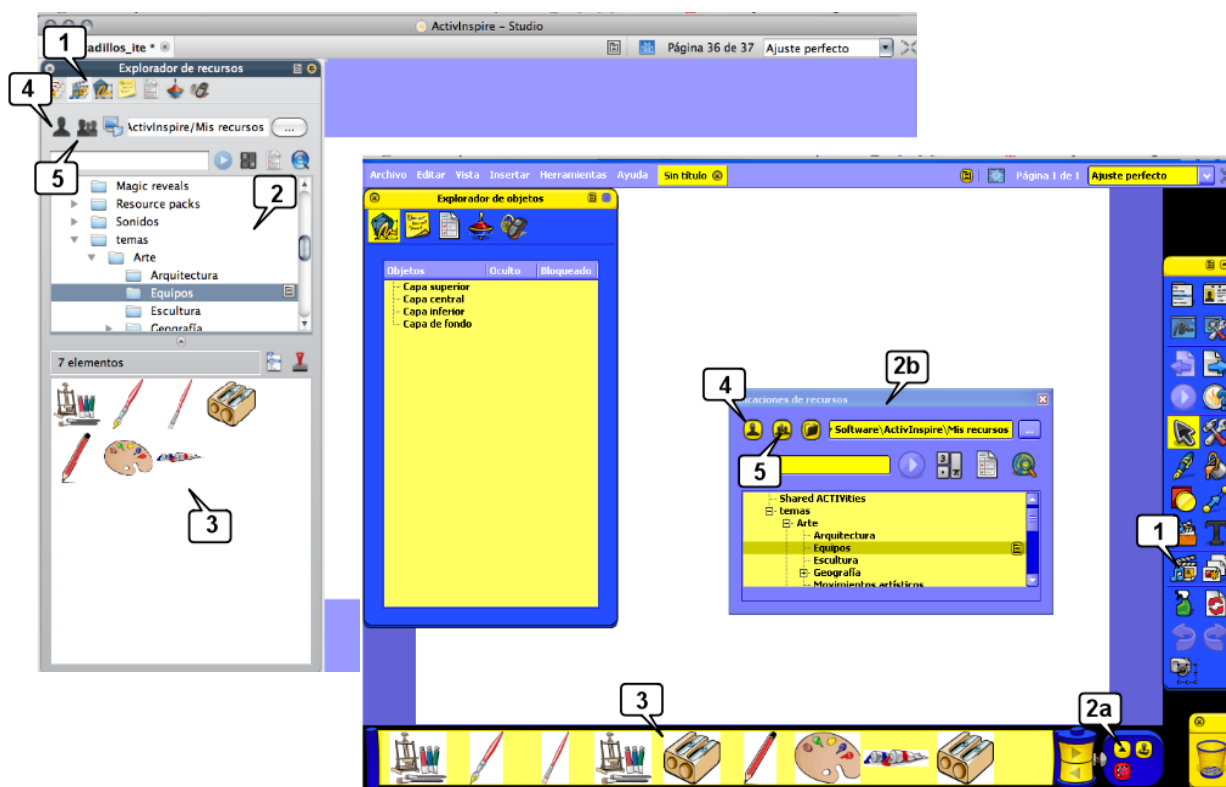 ActivInspire – Studio
adillos_ite *
Página 36 de 37
Ajuste perfecto
1
Explorador de recursos
4
ActivInspire/Mis recursos
...
5
Magic reveals
Resource packs
2
Sonidos
temas
Arte
Arquitectura
Equipos
Escultura
Geografía
7 elementos
3
Archivo Editar Vista Insertar Herramientas Ayuda Sin título
Página 1 de 1
Ajuste perfecto
Explorador de objetos
Objetos Oculto Bloqueado
Capa superior
Capa central
Capa inferior
Capa de fondo
2b
4
icaciones de recursos
Software\ActivInspire\Mis recursos
...
5
Shared ACTIVities
temas
Arte
Arquitectura
Equipos
Escultura
Geografía
Movimientos artísticos
1
3
2a